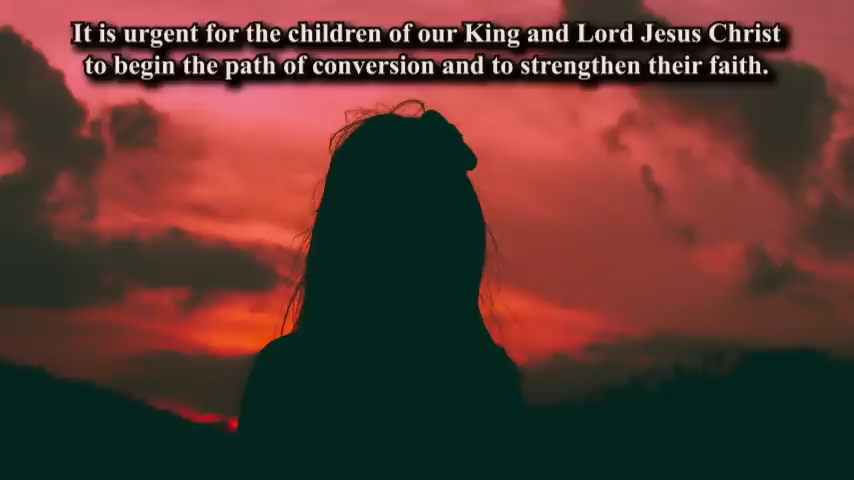 It is urgent for the children of our King and Lord Jesus Christ
to begin the path of conversion and to strengthen their faith.